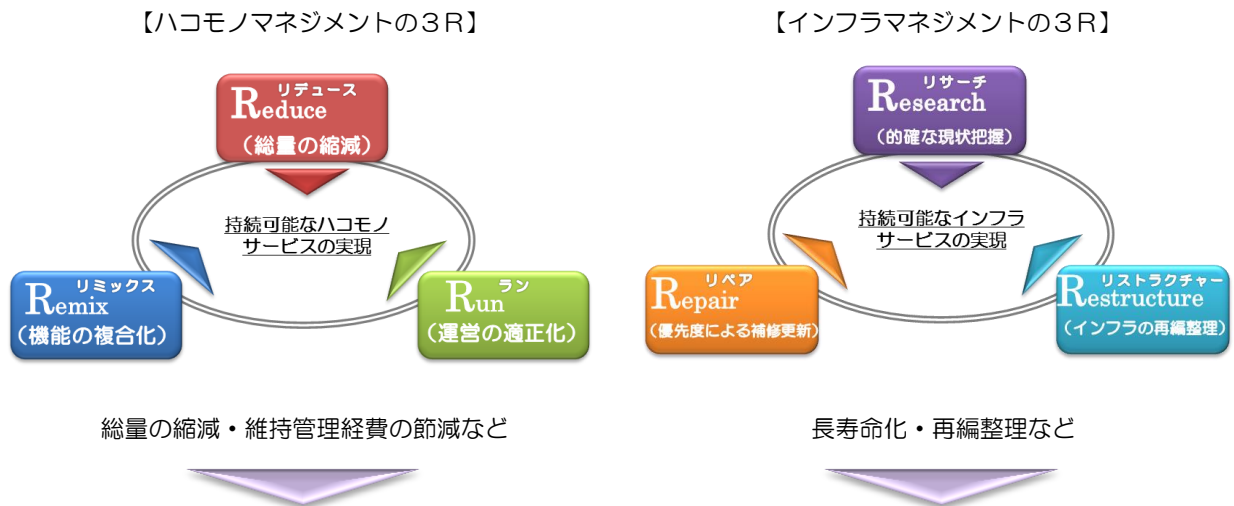 【ハコモノマネジメントの３Ｒ】
リデュース
Reduce
（総量の縮減）
持続可能なハコモノ
サービスの実現
リミックス
Remix
（機能の複合化）
ラン
Run
（運営の適正化）
総量の縮減・維持管理経費の節減など
【インフラマネジメントの３Ｒ】
リサーチ
Research
（的確な現状把握）
持続可能なインフラ
サービスの実現
リペア
Repair
（優先度による補修更新）
リストラクチャー
Restructure
（インフラの再編整理）
長寿命化・再編整理など